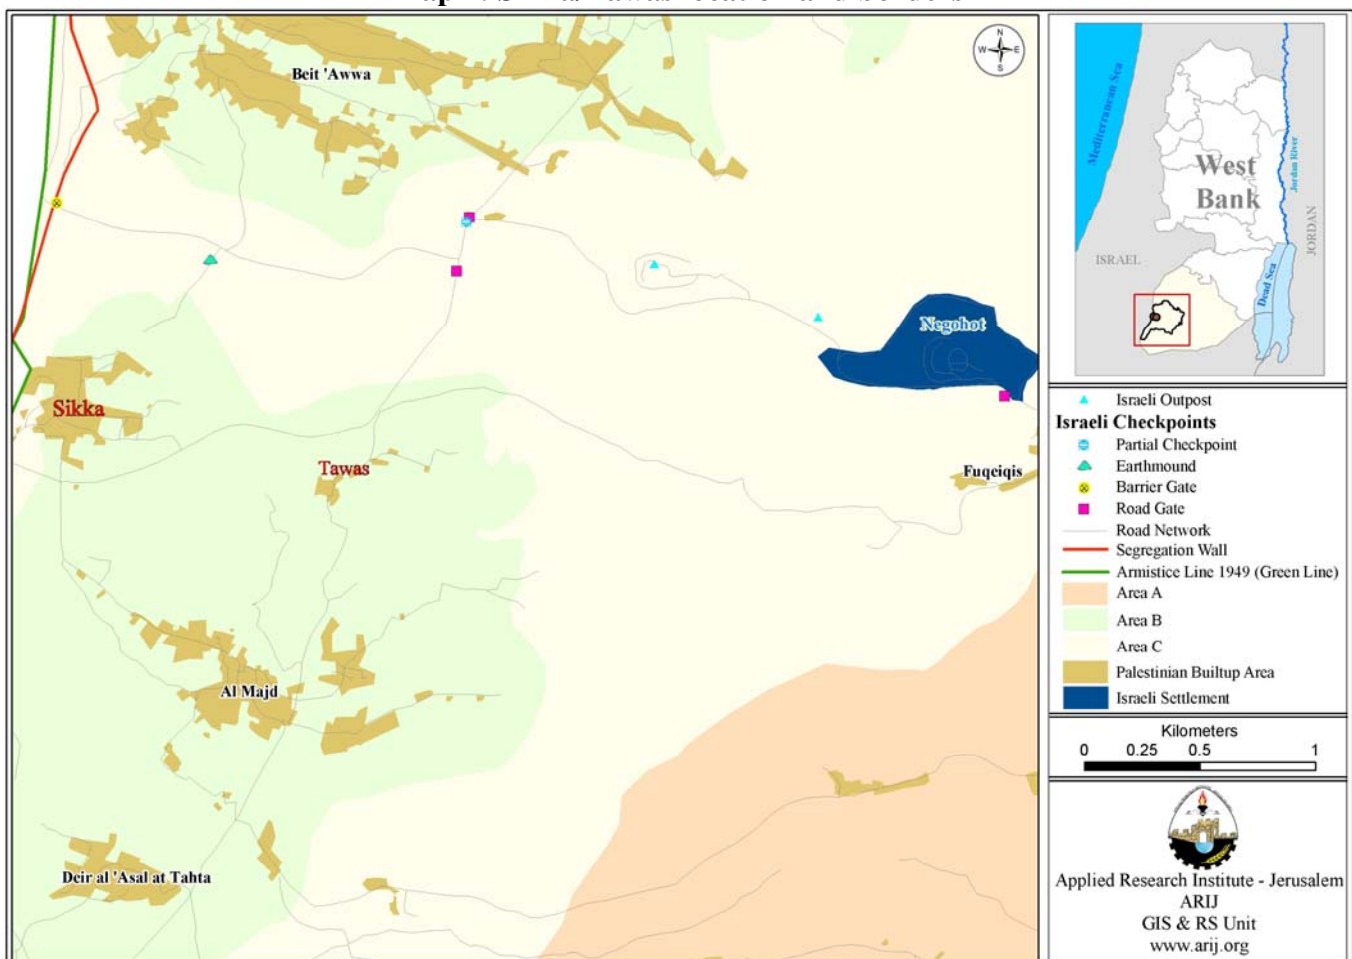 Beit 'Awwa
Negohot
Sikka
Tawas
Fuqeiqis
Al Majd
Deir al 'Asal at Tahta
N
W E
S
Mediterranean Sea
West
Bank
Jordan River
JORDAN
ISRAEL
Dead Sea
Israeli Outpost
Israeli Checkpoints
Partial Checkpoint
Earthmound
Barrier Gate
Road Gate
Road Network
Segregation Wall
Armistice Line 1949 (Green Line)
Area A
Area B
Area C
Palestinian Builtup Area
Israeli Settlement
Kilometers
0 0.25 0.5 1
Applied Research Institute - Jerusalem
ARIJ
GIS & RS Unit
www.arij.org